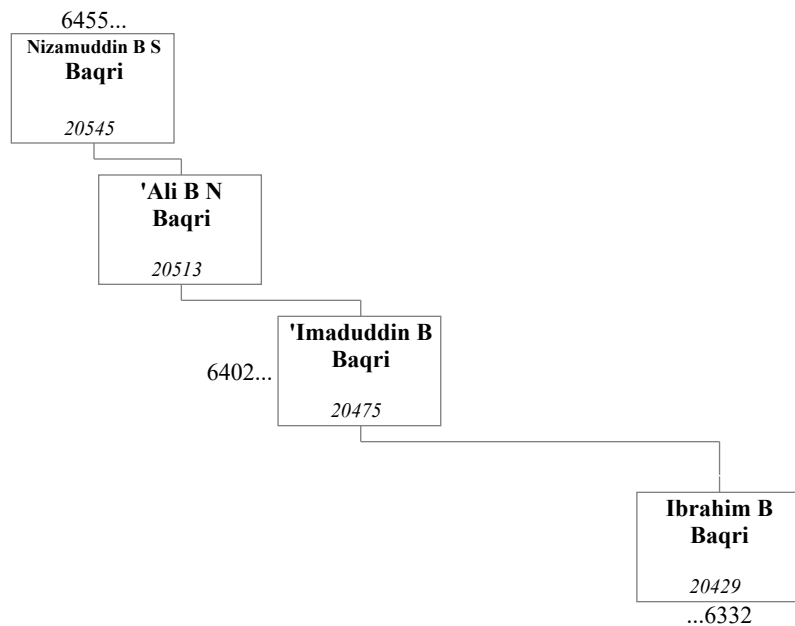 6455...
Nizamuddin B S
Baqri
20545
'Ali B N
Baqri
20513
'Imaduddin B
Baqri
6402...
20475
Ibrahim B
Baqri
20429
...6332